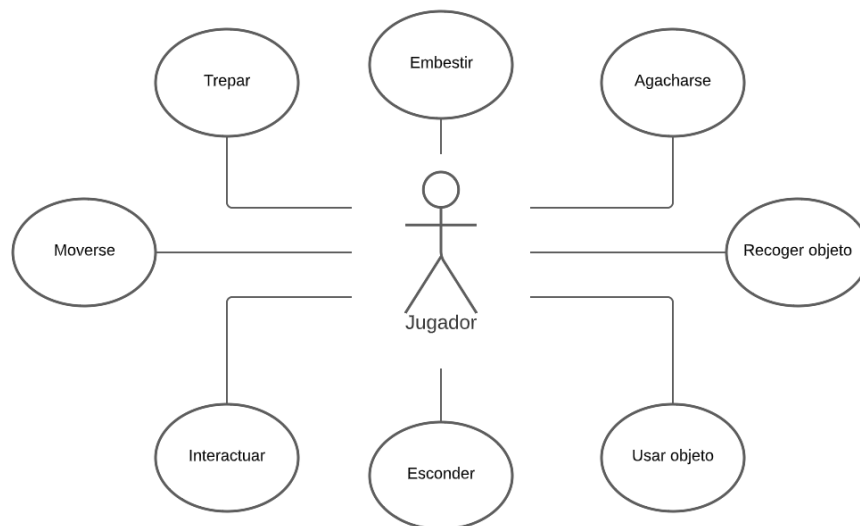 Embestir
Trepar
Agacharse
Moverse
Recoger objeto
Jugador
Interactuar
Usar objeto
Esconder